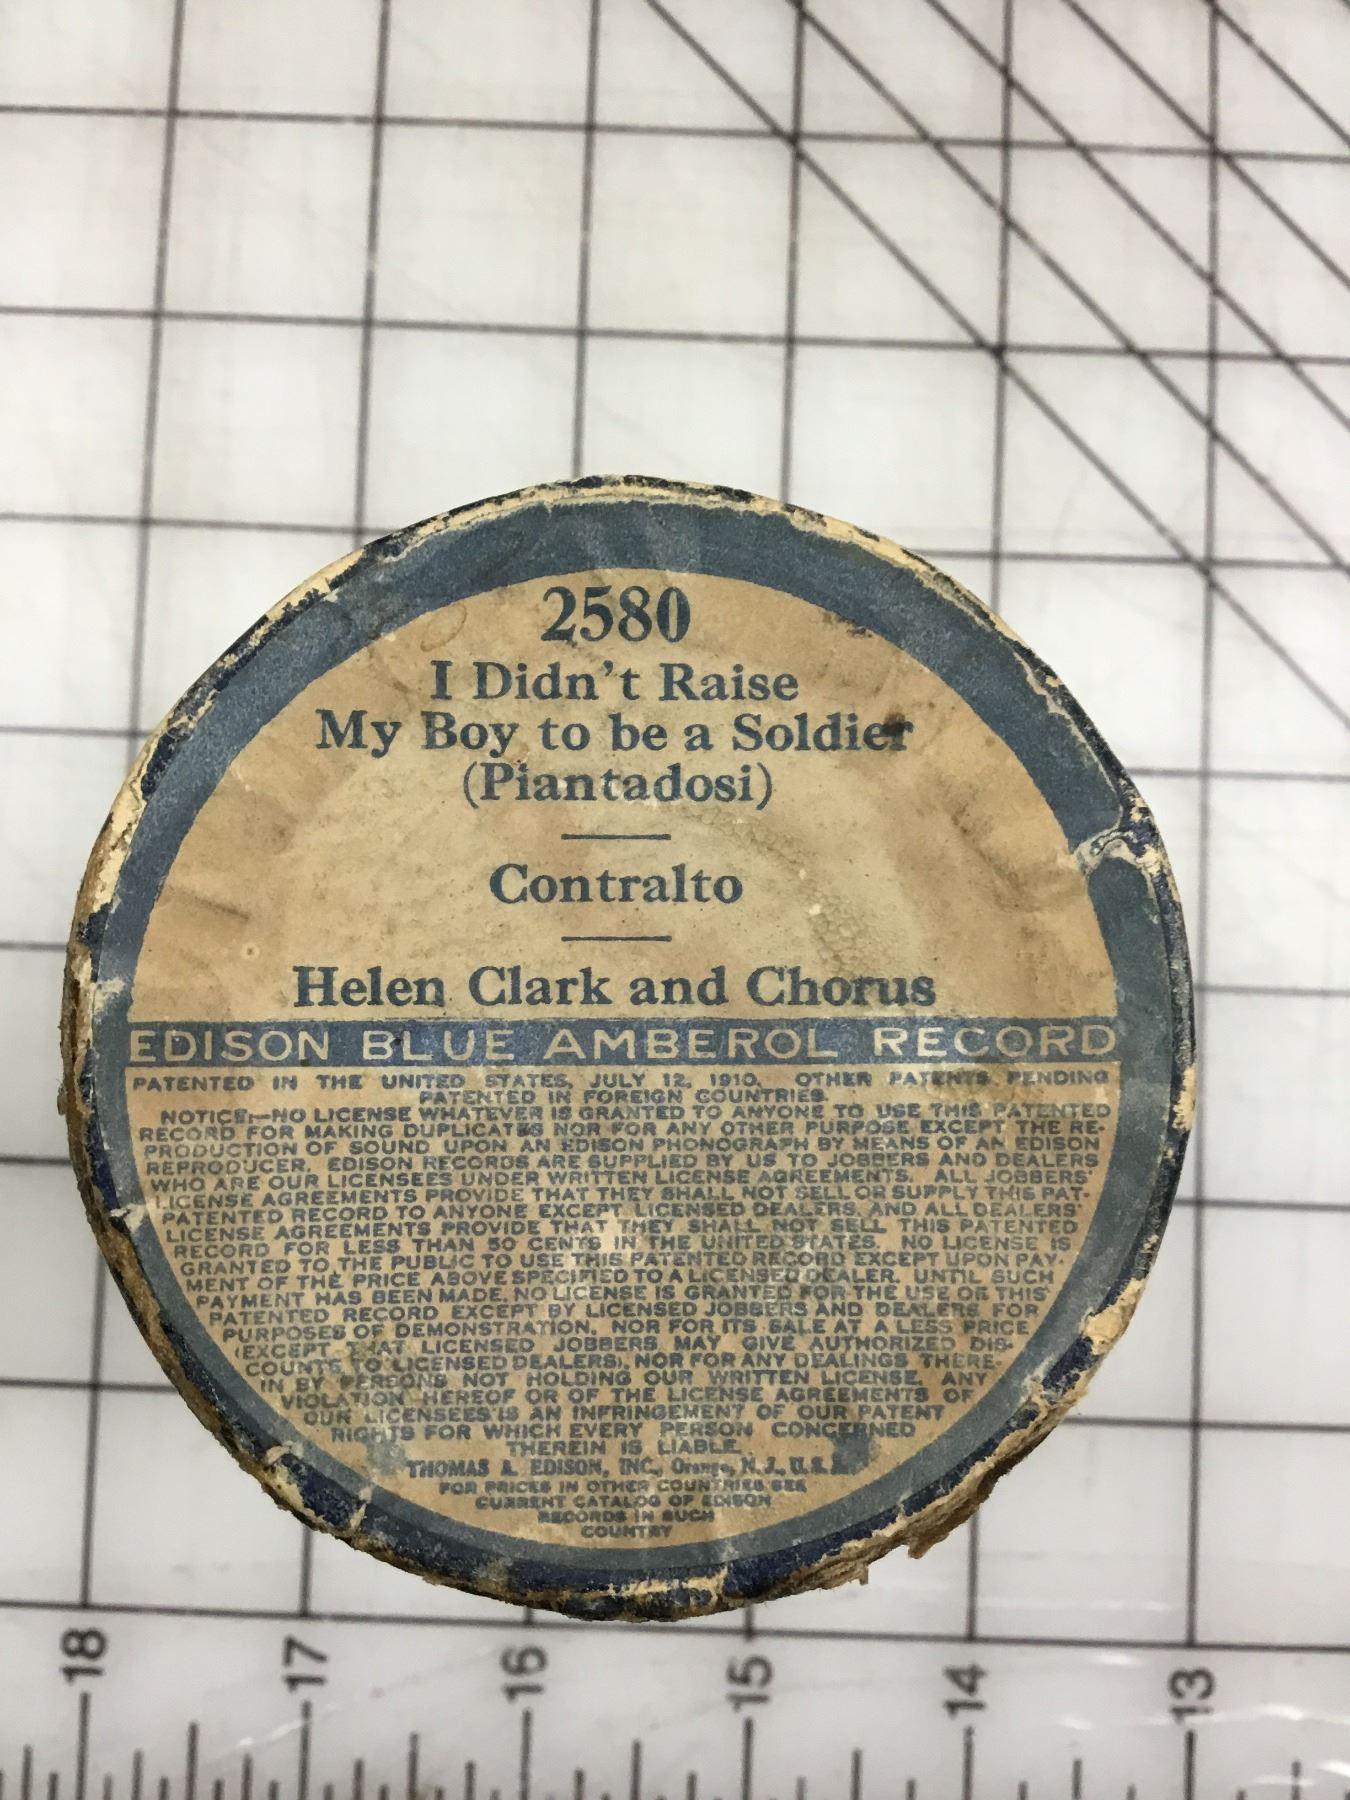 2580
I Didn't Raise
My Boy to be a Soldier
(Piantadosi)
Contralto
Helen Clark and Chorus
EDISON BLUE AMBEROL RECORD
PATENTED IN THE UNITED STATES, JULY 12, 1910. OTHER PATENTS PENDING
PATENTED IN FOREIGN COUNTRIES.
NOTICE:—NO LICENSE WHATEVER IS GRANTED TO ANYONE TO USE THIS PATENTED
RECORD FOR MAKING DUPLICATES NOR FOR ANY OTHER PURPOSE EXCEPT THE RE-
PRODUCTION OF SOUND UPON AN EDISON PHONOGRAPH BY MEANS OF AN EDISON
REPRODUCER. EDISON RECORDS ARE SUPPLIED BY US TO JOBBERS AND DEALERS
WHO ARE OUR LICENSEES UNDER WRITTEN LICENSE AGREEMENTS. ALL JOBBERS'
LICENSE AGREEMENTS PROVIDE THAT THEY SHALL NOT SELL OR SUPPLY THIS PAT-
PATENTED RECORD TO ANYONE EXCEPT LICENSED DEALERS, AND ALL DEALERS'
LICENSE AGREEMENTS PROVIDE THAT THEY SHALL NOT SELL THIS PATENTED
RECORD FOR LESS THAN 50 CENTS IN THE UNITED STATES. NO LICENSE IS
GRANTED TO THE PUBLIC TO USE THIS PATENTED RECORD EXCEPT UPON PAY-
MENT OF THE PRICE ABOVE SPECIFIED TO A LICENSED DEALER. UNTIL SUCH
PAYMENT HAS BEEN MADE, NO LICENSE IS GRANTED FOR THE USE OF THIS
PATENTED RECORD EXCEPT BY LICENSED JOBBERS AND DEALERS FOR
PURPOSES OF DEMONSTRATION, NOR FOR ITS SALE AT A LESS PRICE
(EXCEPT THAT LICENSED JOBBERS MAY GIVE AUTHORIZED DIS-
COUNTS TO LICENSED DEALERS), NOR FOR ANY DEALINGS THERE-
IN BY PERSONS NOT HOLDING OUR WRITTEN LICENSE. ANY
VIOLATION HEREOF OR OF THE LICENSE AGREEMENTS OF
OUR LICENSEES IS AN INFRINGEMENT OF OUR PATENT
RIGHTS FOR WHICH EVERY PERSON CONCERNED
THEREIN IS LIABLE.
THOMAS A. EDISON, INC., Orange, N. J., U.S.A.
FOR PRICES IN OTHER COUNTRIES SEE
CURRENT CATALOG OF EDISON
RECORDS IN SUCH
COUNTRY
18 17 16 15 14 13